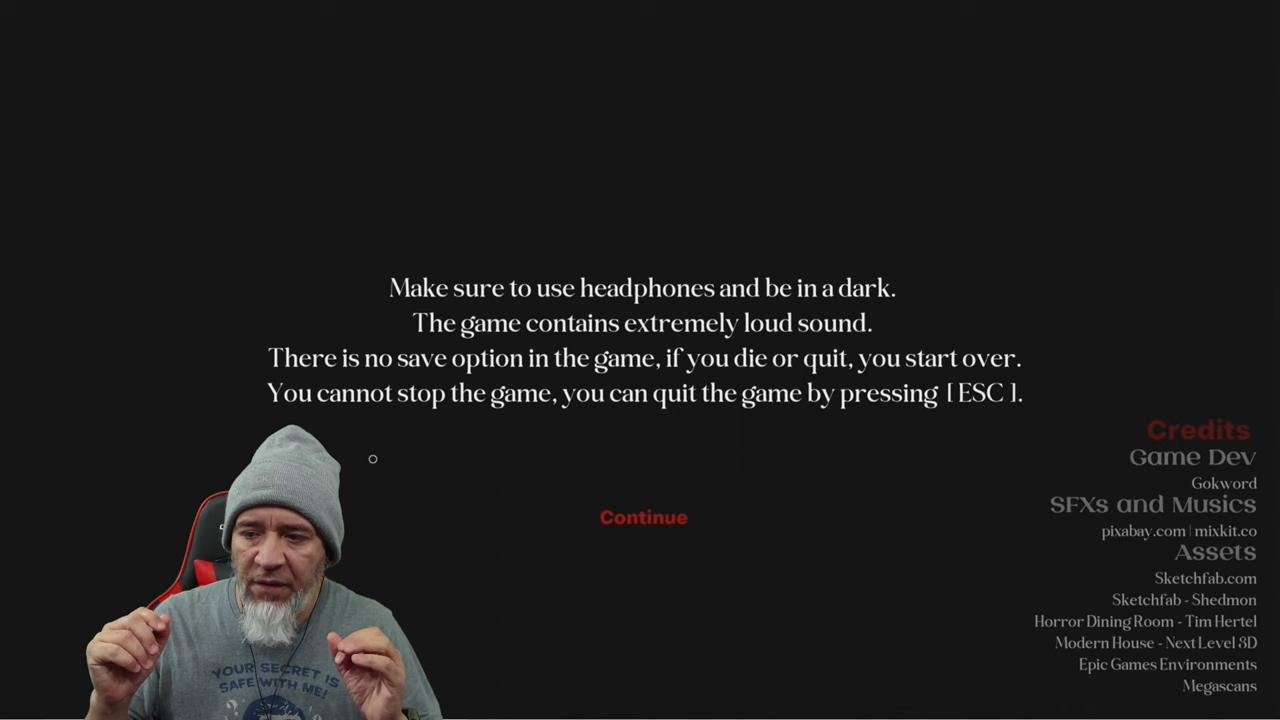 Make sure to use headphones and be in a dark.
The game contains extremely loud sound.
There is no save option in the game, if you die or quit, you start over.
You cannot stop the game, you can quit the game by pressing [ ESC ].
Continue
Credits
Game Dev
Gokword
SFXs and Musics
pixabay.com | mixkit.co
Assets
Sketchfab.com
Sketchfab - Shedmon
Horror Dining Room - Tim Hertel
Modern House - Next Level 3D
Epic Games Environments
Megascans
YOUR SECRET IS
SAFE WITH ME!